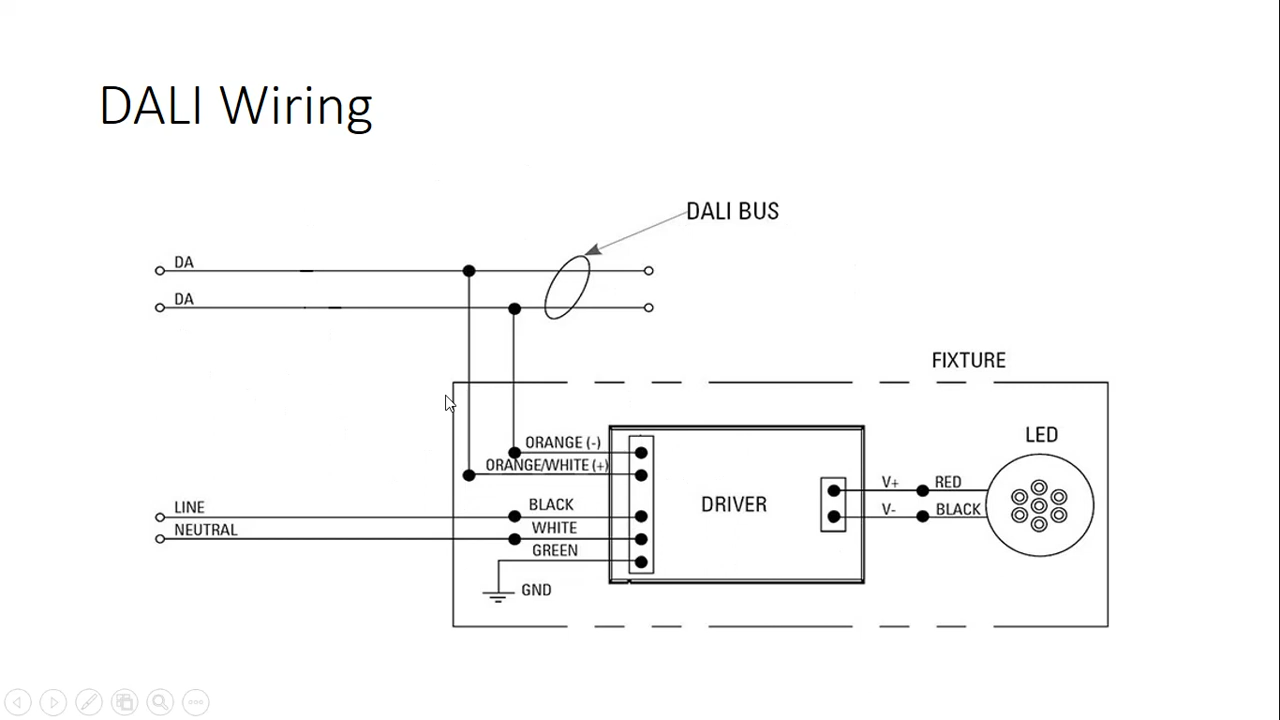 DALI Wiring
DALI BUS
DA
DA
FIXTURE
LED
ORANGE (-)
ORANGE/WHITE (+)
LINE
BLACK
NEUTRAL
WHITE
GREEN
GND
DRIVER
V+
RED
V-
BLACK